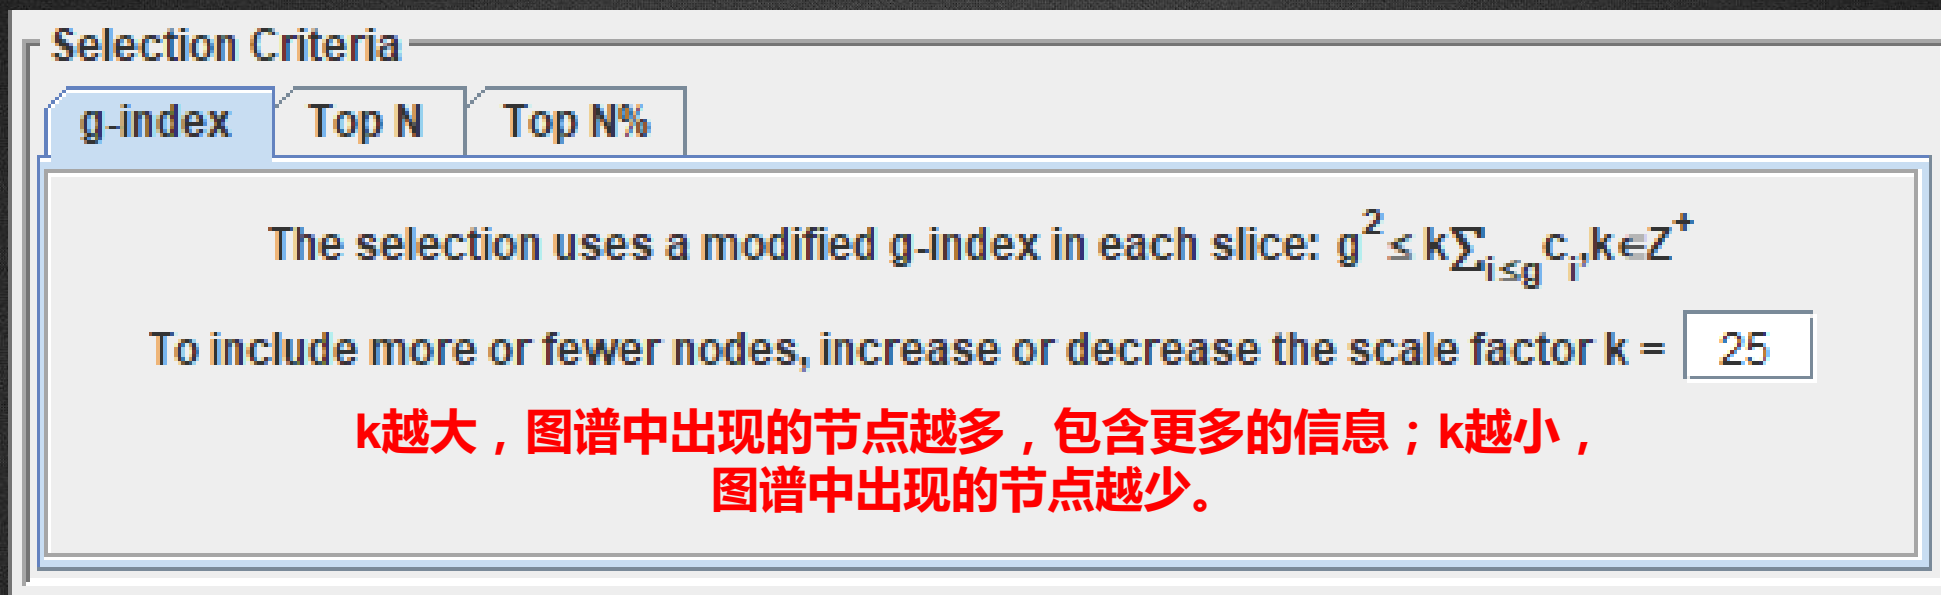 Selection Criteria
g-index Top N Top N%
The selection uses a modified g-index in each slice: g² ≤ k∑i≤g ci,k∈Z⁺
To include more or fewer nodes, increase or decrease the scale factor k = 25
k越大，图谱中出现的节点越多，包含更多的信息；k越小，
图谱中出现的节点越少。